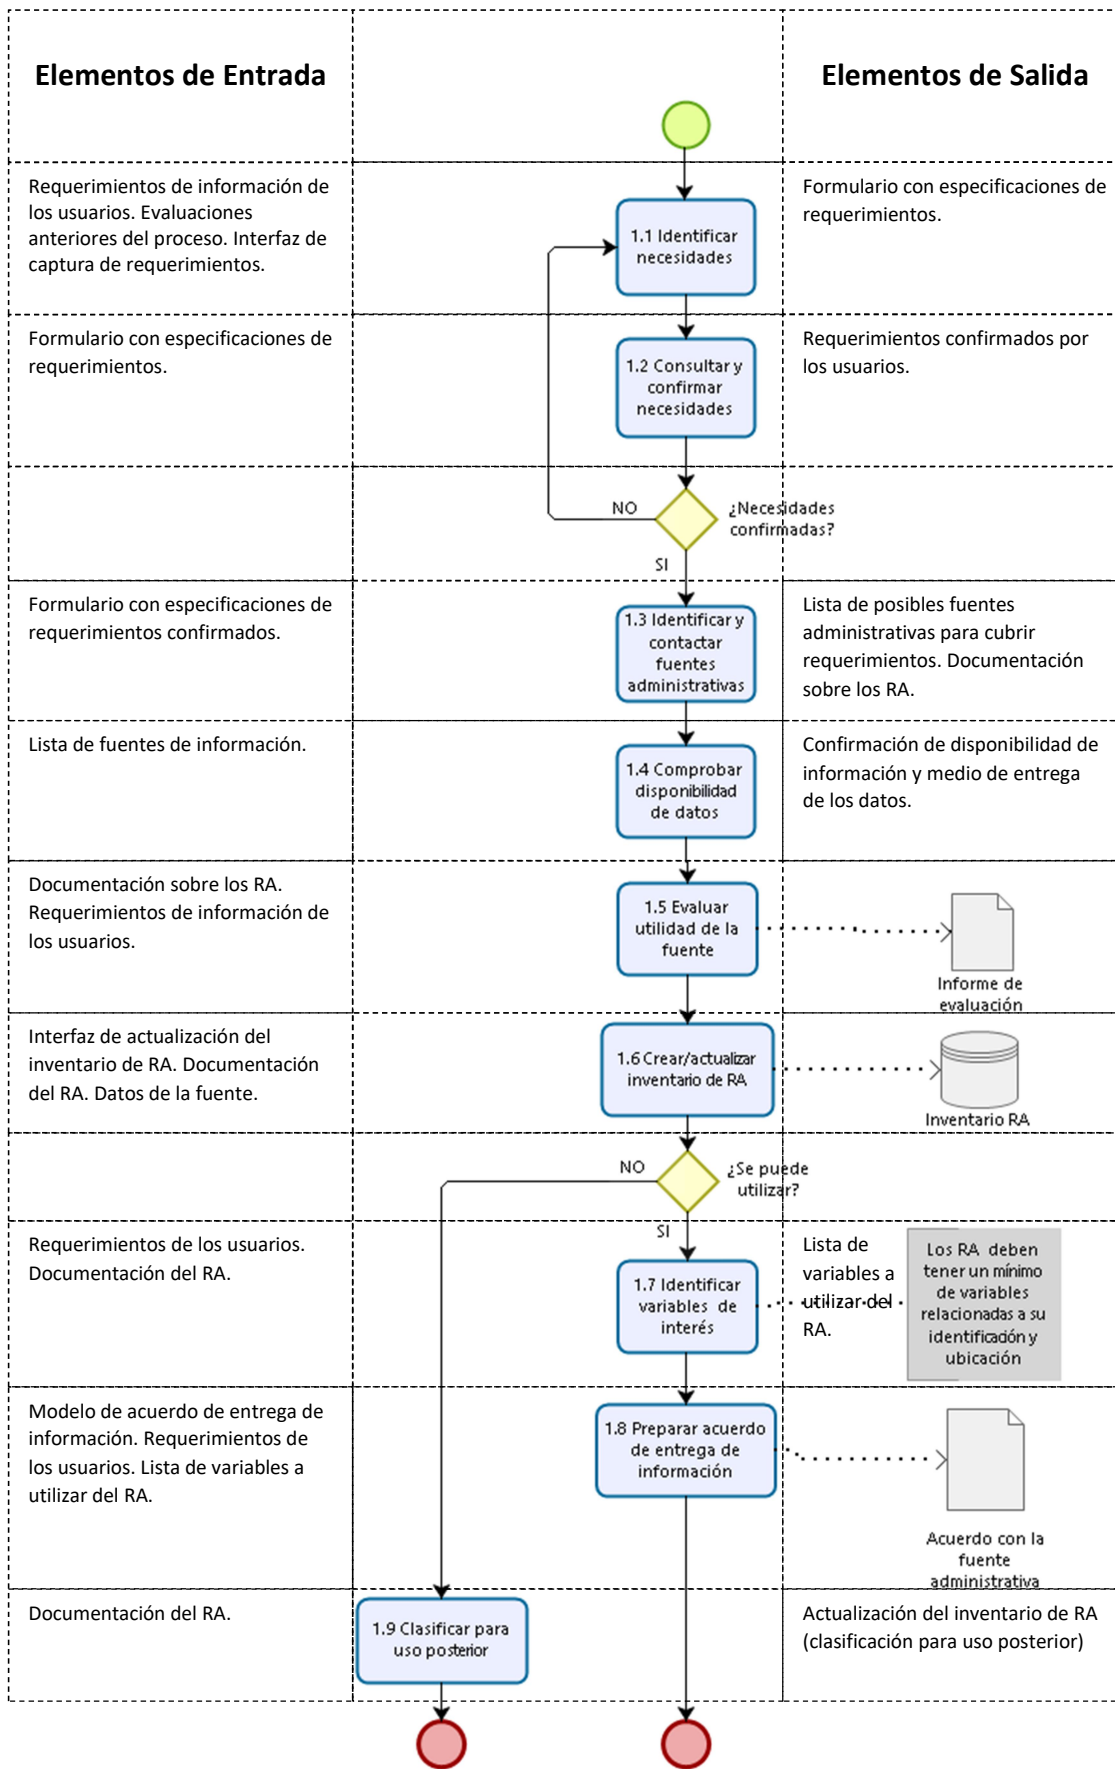 Elementos de Entrada
Elementos de Salida
Requerimientos de información de
los usuarios. Evaluaciones
anteriores del proceso. Interfaz de
captura de requerimientos.
1.1 Identificar
necesidades
Formulario con especificaciones de
requerimientos.
Formulario con especificaciones de
requerimientos.
1.2 Consultar y
confirmar
necesidades
Requerimientos confirmados por
los usuarios.
NO
¿Necesidades
confirmadas?
SI
Formulario con especificaciones de
requerimientos confirmados.
1.3 Identificar y
contactar
fuentes
administrativas
Lista de posibles fuentes
administrativas para cubrir
requerimientos. Documentación
sobre los RA.
Lista de fuentes de información.
1.4 Comprobar
disponibilidad
de datos
Confirmación de disponibilidad de
información y medio de entrega
de los datos.
Documentación sobre los RA.
Requerimientos de información de
los usuarios.
1.5 Evaluar
utilidad de la
fuente
Informe de
evaluación
Interfaz de actualización del
inventario de RA. Documentación
del RA. Datos de la fuente.
1.6 Crear/actualizar
inventario de RA
Inventario RA
NO
¿Se puede
utilizar?
SI
Requerimientos de los usuarios.
Documentación del RA.
1.7 Identificar
variables de
interés
Lista de
variables a
utilizar del
RA.
Los RA deben
tener un mínimo
de variables
relacionadas a su
identificación y
ubicación
Modelo de acuerdo de entrega de
información. Requerimientos de
los usuarios. Lista de variables a
utilizar del RA.
1.8 Preparar acuerdo
de entrega de
información
Acuerdo con la
fuente
administrativa
Documentación del RA.
1.9 Clasificar para
uso posterior
Actualización del inventario de RA
(clasificación para uso posterior)